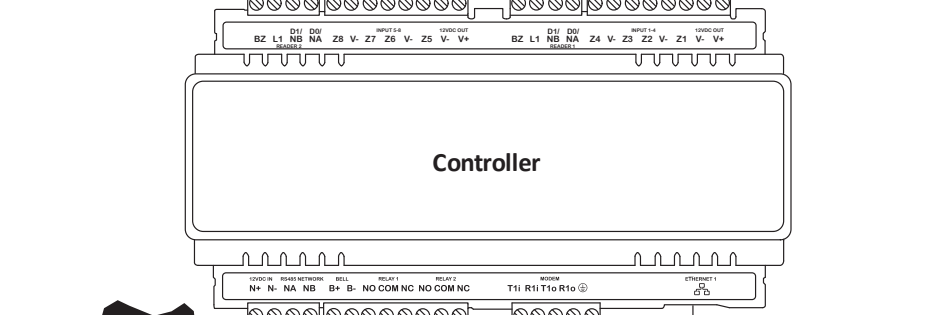 D1/ D0/ INPUT 5-8 12VDC OUT D1/ D0/ INPUT 1-4 12VDC OUT
BZ L1 NB NA Z8 V- Z7 Z6 V- Z5 V- V+ BZ L1 NB NA Z4 V- Z3 Z2 V- Z1 V- V+
READER 2 READER 1
Controller
12VDC IN RS485 NETWORK BELL RELAY 1 RELAY 2 MODEM ETHERNET 1
N+ N- NA NB B+ B- NO COM NC NO COM NC T1i R1i T1o R1o